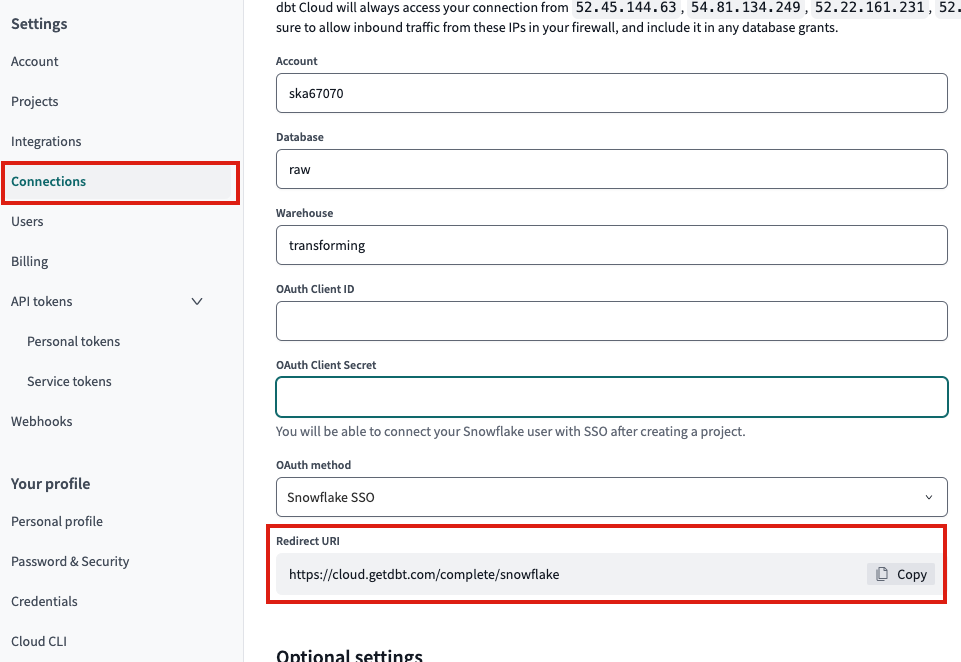 Settings
Account
Projects
Integrations
Connections
Users
Billing
API tokens
Personal tokens
Service tokens
Webhooks
Your profile
Personal profile
Password & Security
Credentials
Cloud CLI
dbt Cloud will always access your connection from 52.45.144.63, 54.81.134.249, 52.22.161.231, 52.
sure to allow inbound traffic from these IPs in your firewall, and include it in any database grants.
Account
ska67070
Database
raw
Warehouse
transforming
OAuth Client ID
OAuth Client Secret
You will be able to connect your Snowflake user with SSO after creating a project.
OAuth method
Snowflake SSO
Redirect URI
https://cloud.getdbt.com/complete/snowflake
Copy
Optional settings